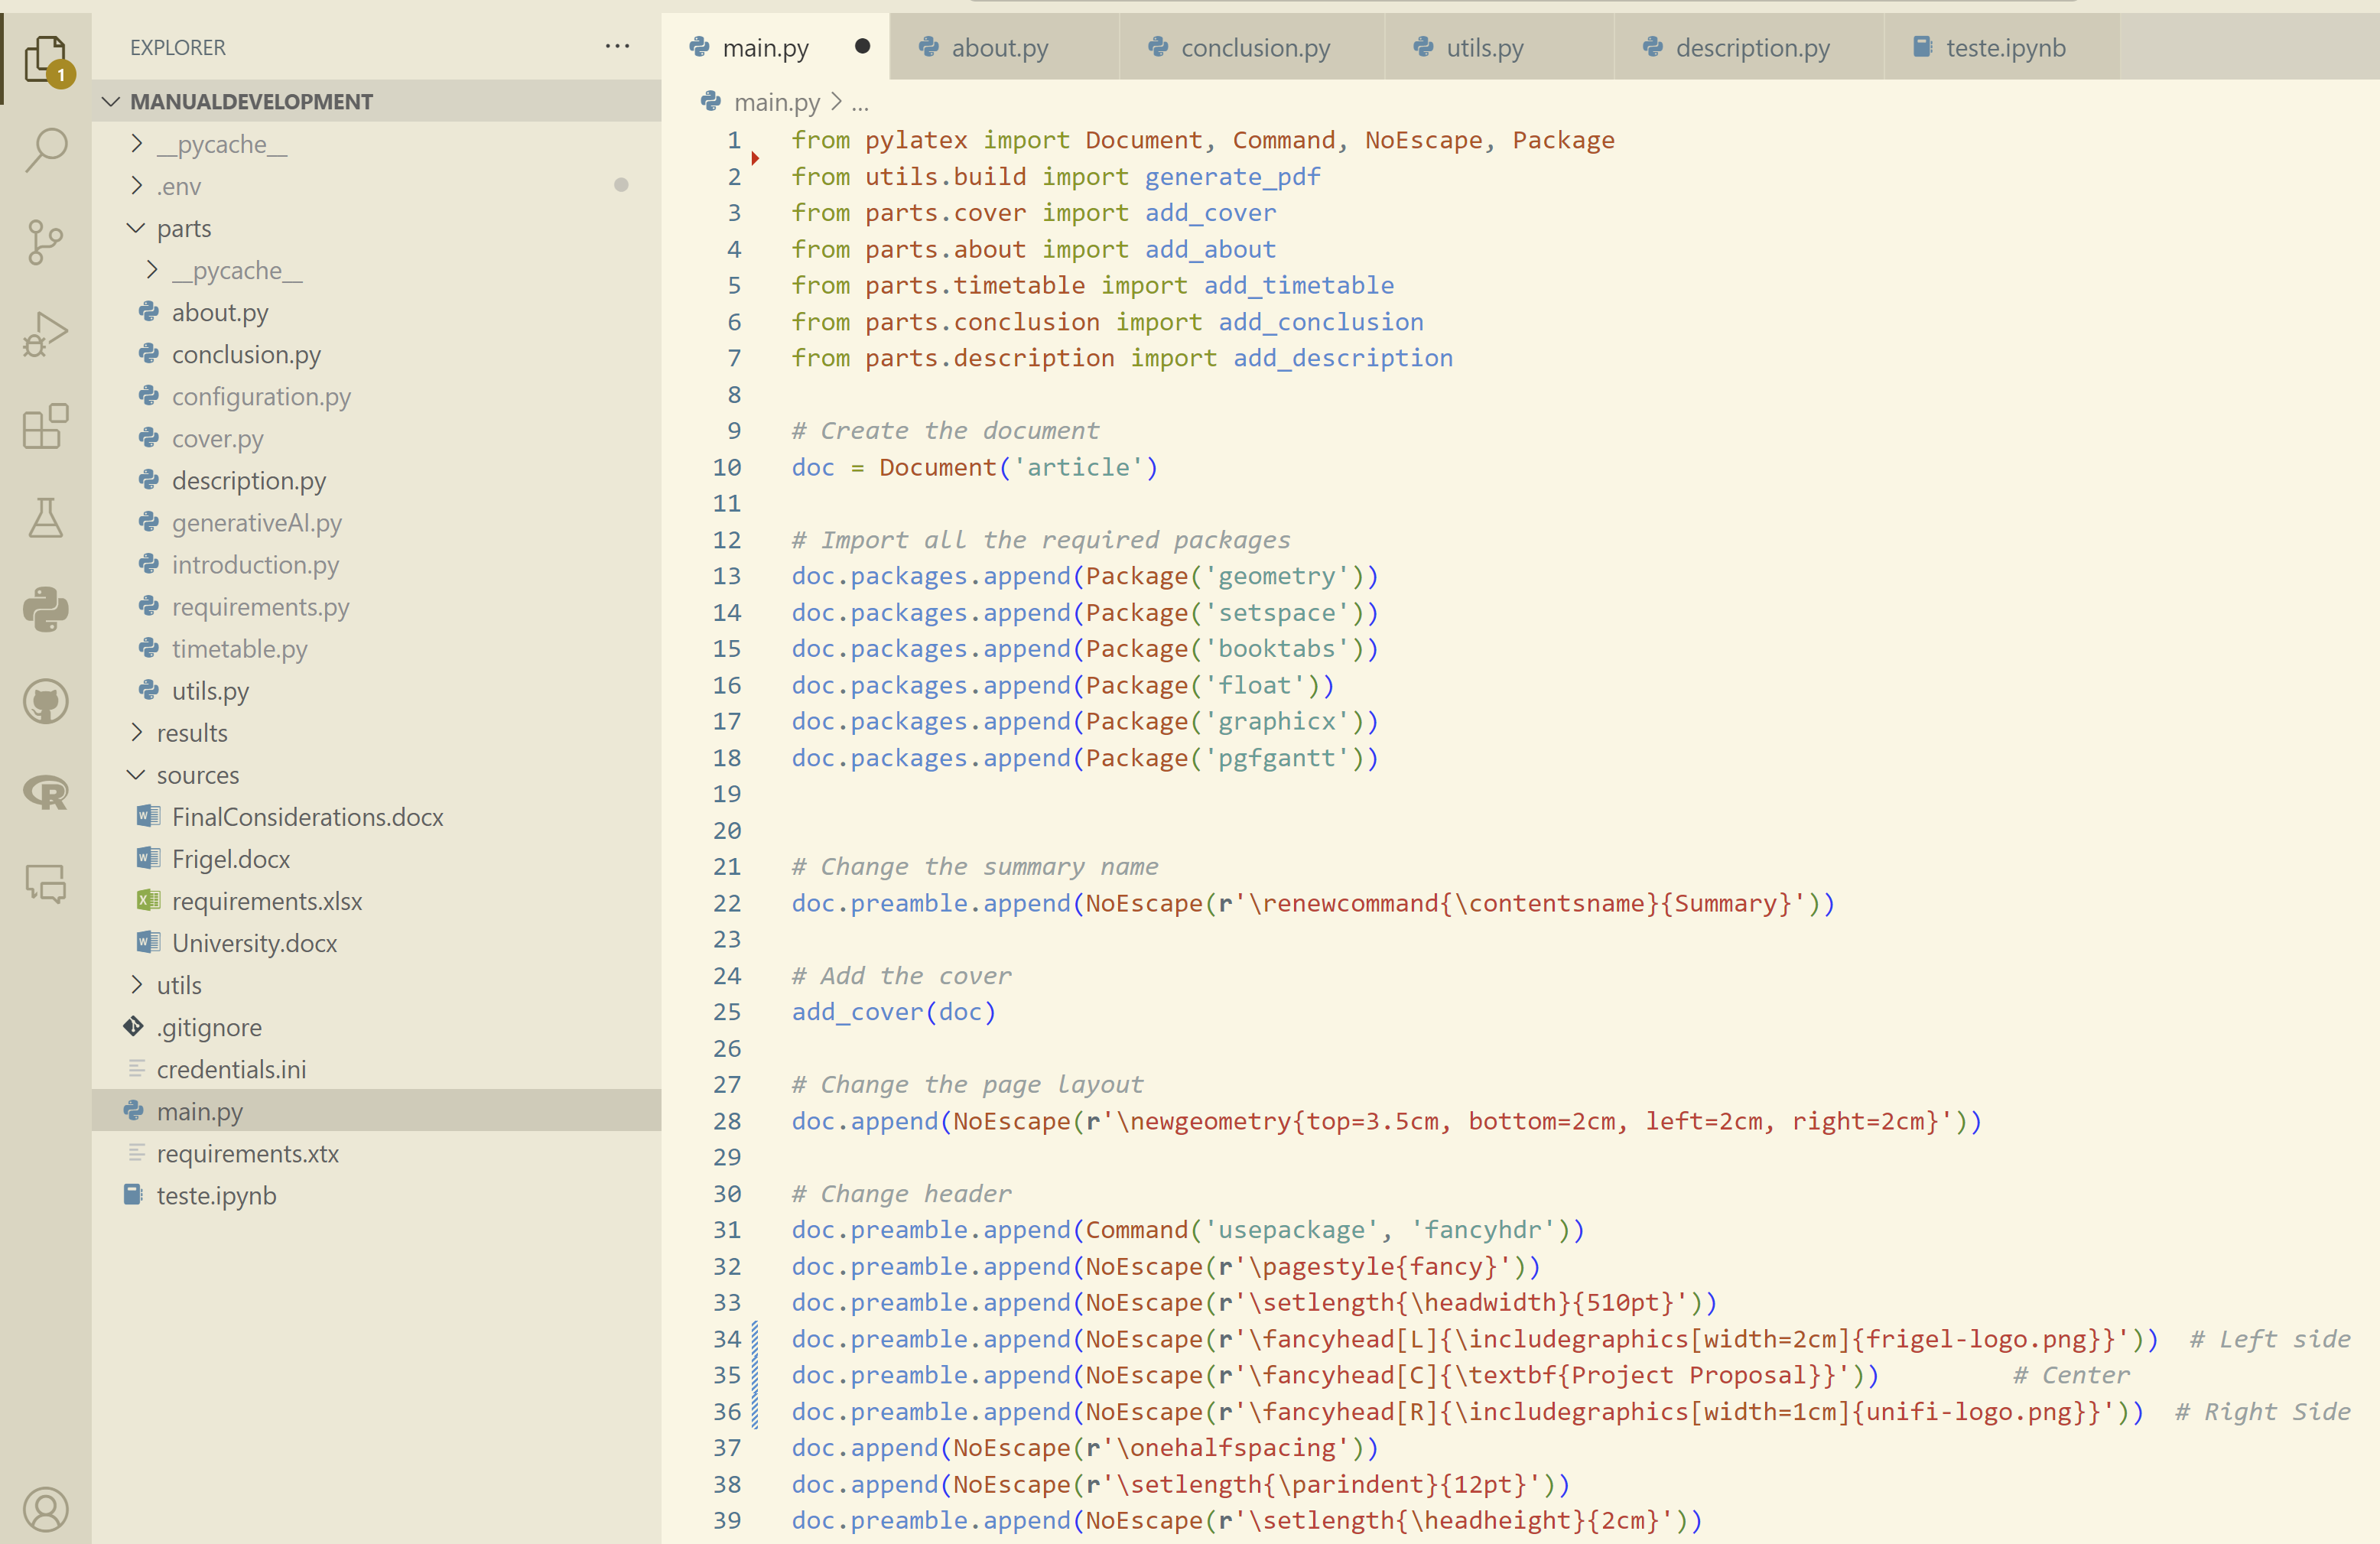 EXPLORER
MANUALDEVELOPMENT
__pycache__
.env
parts
__pycache__
about.py
conclusion.py
configuration.py
cover.py
description.py
generativeAI.py
introduction.py
requirements.py
timetable.py
utils.py
results
sources
FinalConsiderations.docx
Frigel.docx
requirements.xlsx
University.docx
utils
.gitignore
credentials.ini
main.py
requirements.xtx
teste.ipynb
1
main.py about.py conclusion.py utils.py description.py teste.ipynb
main.py > ...
1 from pylatex import Document, Command, NoEscape, Package
2 from utils.build import generate_pdf
3 from parts.cover import add_cover
4 from parts.about import add_about
5 from parts.timetable import add_timetable
6 from parts.conclusion import add_conclusion
7 from parts.description import add_description
8
9 # Create the document
10 doc = Document('article')
11
12 # Import all the required packages
13 doc.packages.append(Package('geometry'))
14 doc.packages.append(Package('setspace'))
15 doc.packages.append(Package('booktabs'))
16 doc.packages.append(Package('float'))
17 doc.packages.append(Package('graphicx'))
18 doc.packages.append(Package('pgfgantt'))
19
20
21 # Change the summary name
22 doc.preamble.append(NoEscape(r'\renewcommand{\contentsname}{Summary}'))
23
24 # Add the cover
25 add_cover(doc)
26
27 # Change the page layout
28 doc.append(NoEscape(r'\newgeometry{top=3.5cm, bottom=2cm, left=2cm, right=2cm}'))
29
30 # Change header
31 doc.preamble.append(Command('usepackage', 'fancyhdr'))
32 doc.preamble.append(NoEscape(r'\pagestyle{fancy}'))
33 doc.preamble.append(NoEscape(r'\setlength{\headwidth}{510pt}'))
34 doc.preamble.append(NoEscape(r'\fancyhead[L]{\includegraphics[width=2cm]{frigel-logo.png}}')) # Left side
35 doc.preamble.append(NoEscape(r'\fancyhead[C]{\textbf{Project Proposal}}')) # Center
36 doc.preamble.append(NoEscape(r'\fancyhead[R]{\includegraphics[width=1cm]{unifi-logo.png}}')) # Right Side
37 doc.append(NoEscape(r'\onehalfspacing'))
38 doc.append(NoEscape(r'\setlength{\parindent}{12pt}'))
39 doc.preamble.append(NoEscape(r'\setlength{\headheight}{2cm}'))